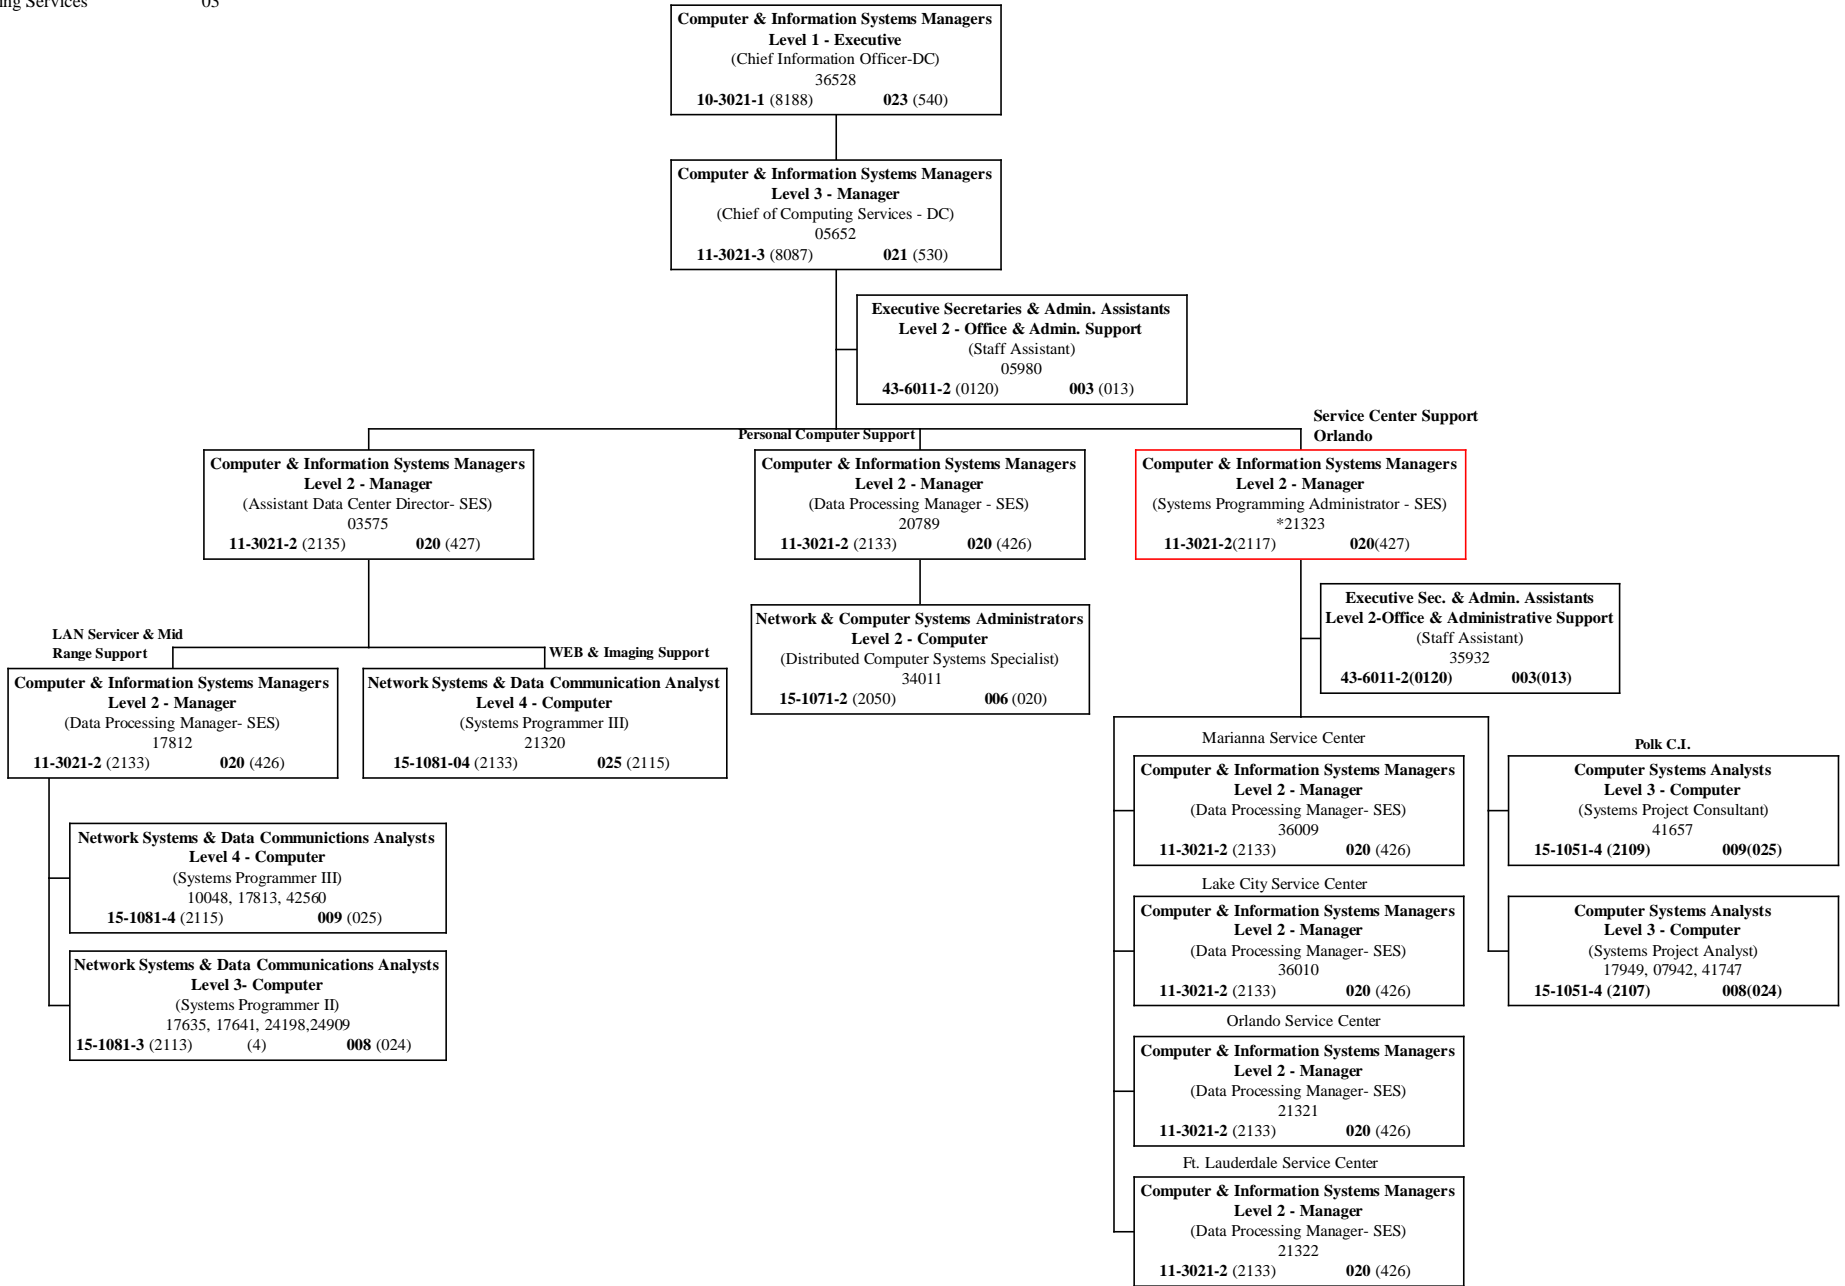 ing Services 03
Computer & Information Systems Managers
Level 1 - Executive
(Chief Information Officer-DC)
36528
10-3021-1 (8188) 023 (540)
Computer & Information Systems Managers
Level 3 - Manager
(Chief of Computing Services - DC)
05652
11-3021-3 (8087) 021 (530)
Executive Secretaries & Admin. Assistants
Level 2 - Office & Admin. Support
(Staff Assistant)
05980
43-6011-2 (0120) 003 (013)
Computer & Information Systems Managers
Level 2 - Manager
(Assistant Data Center Director- SES)
03575
11-3021-2 (2135) 020 (427)
LAN Servicer & Mid
Range Support
Computer & Information Systems Managers
Level 2 - Manager
(Data Processing Manager- SES)
17812
11-3021-2 (2133) 020 (426)
Network Systems & Data Communictions Analysts
Level 4 - Computer
(Systems Programmer III)
10048, 17813, 42560
15-1081-4 (2115) 009 (025)
Network Systems & Data Communications Analysts
Level 3- Computer
(Systems Programmer II)
17635, 17641, 24198,24909
15-1081-3 (2113) (4) 008 (024)
WEB & Imaging Support
Network Systems & Data Communication Analyst
Level 4 - Computer
(Systems Programmer III)
21320
15-1081-04 (2133) 025 (2115)
Personal Computer Support
Computer & Information Systems Managers
Level 2 - Manager
(Data Processing Manager - SES)
20789
11-3021-2 (2133) 020 (426)
Network & Computer Systems Administrators
Level 2 - Computer
(Distributed Computer Systems Specialist)
34011
15-1071-2 (2050) 006 (020)
Service Center Support
Orlando
Computer & Information Systems Managers
Level 2 - Manager
(Systems Programming Administrator - SES)
*21323
11-3021-2(2117) 020(427)
Executive Sec. & Admin. Assistants
Level 2-Office & Administrative Support
(Staff Assistant)
35932
43-6011-2(0120) 003(013)
Marianna Service Center
Computer & Information Systems Managers
Level 2 - Manager
(Data Processing Manager- SES)
36009
11-3021-2 (2133) 020 (426)
Lake City Service Center
Computer & Information Systems Managers
Level 2 - Manager
(Data Processing Manager- SES)
36010
11-3021-2 (2133) 020 (426)
Orlando Service Center
Computer & Information Systems Managers
Level 2 - Manager
(Data Processing Manager- SES)
21321
11-3021-2 (2133) 020 (426)
Ft. Lauderdale Service Center
Computer & Information Systems Managers
Level 2 - Manager
(Data Processing Manager- SES)
21322
11-3021-2 (2133) 020 (426)
Polk C.I.
Computer Systems Analysts
Level 3 - Computer
(Systems Project Consultant)
41657
15-1051-4 (2109) 009(025)
Computer Systems Analysts
Level 3 - Computer
(Systems Project Analyst)
17949, 07942, 41747
15-1051-4 (2107) 008(024)